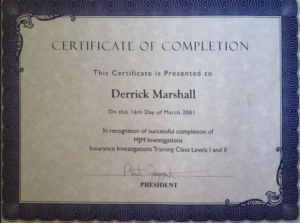 CERTIFICATE OF COMPLETION
This Certificate is Presented to
Derrick Marshall
On this 16th Day of March 2001
In recognition of successful completion of
MJM Investigations
Insurance Investigations Training Class Levels I and II
PRESIDENT